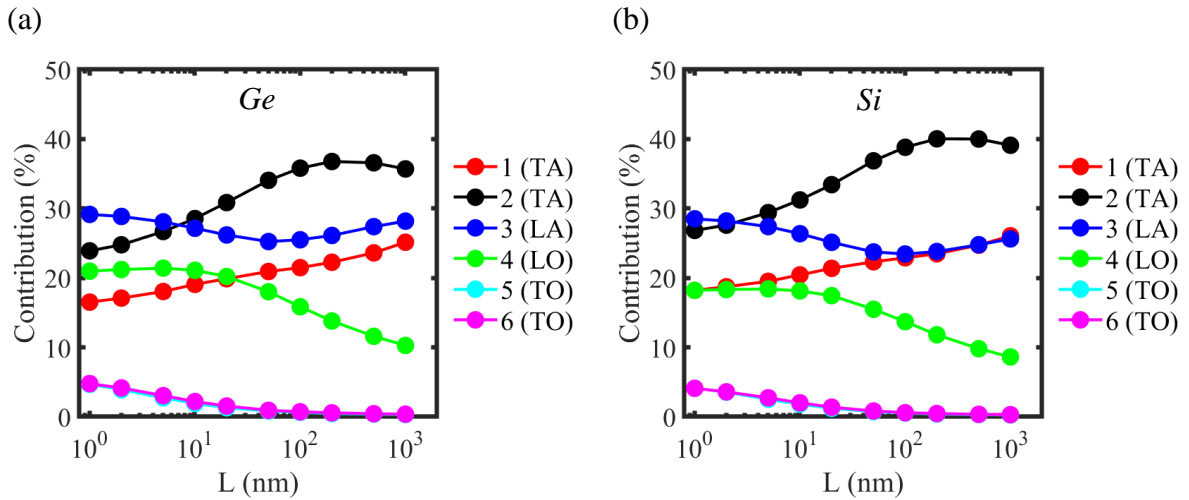 (a)
Ge
Contribution (%)
50
40
30
20
10
0
10⁰
10¹
10²
10³
L (nm)
1 (TA)
2 (TA)
3 (LA)
4 (LO)
5 (TO)
6 (TO)
(b)
Si
Contribution (%)
50
40
30
20
10
0
10⁰
10¹
10²
10³
L (nm)
1 (TA)
2 (TA)
3 (LA)
4 (LO)
5 (TO)
6 (TO)